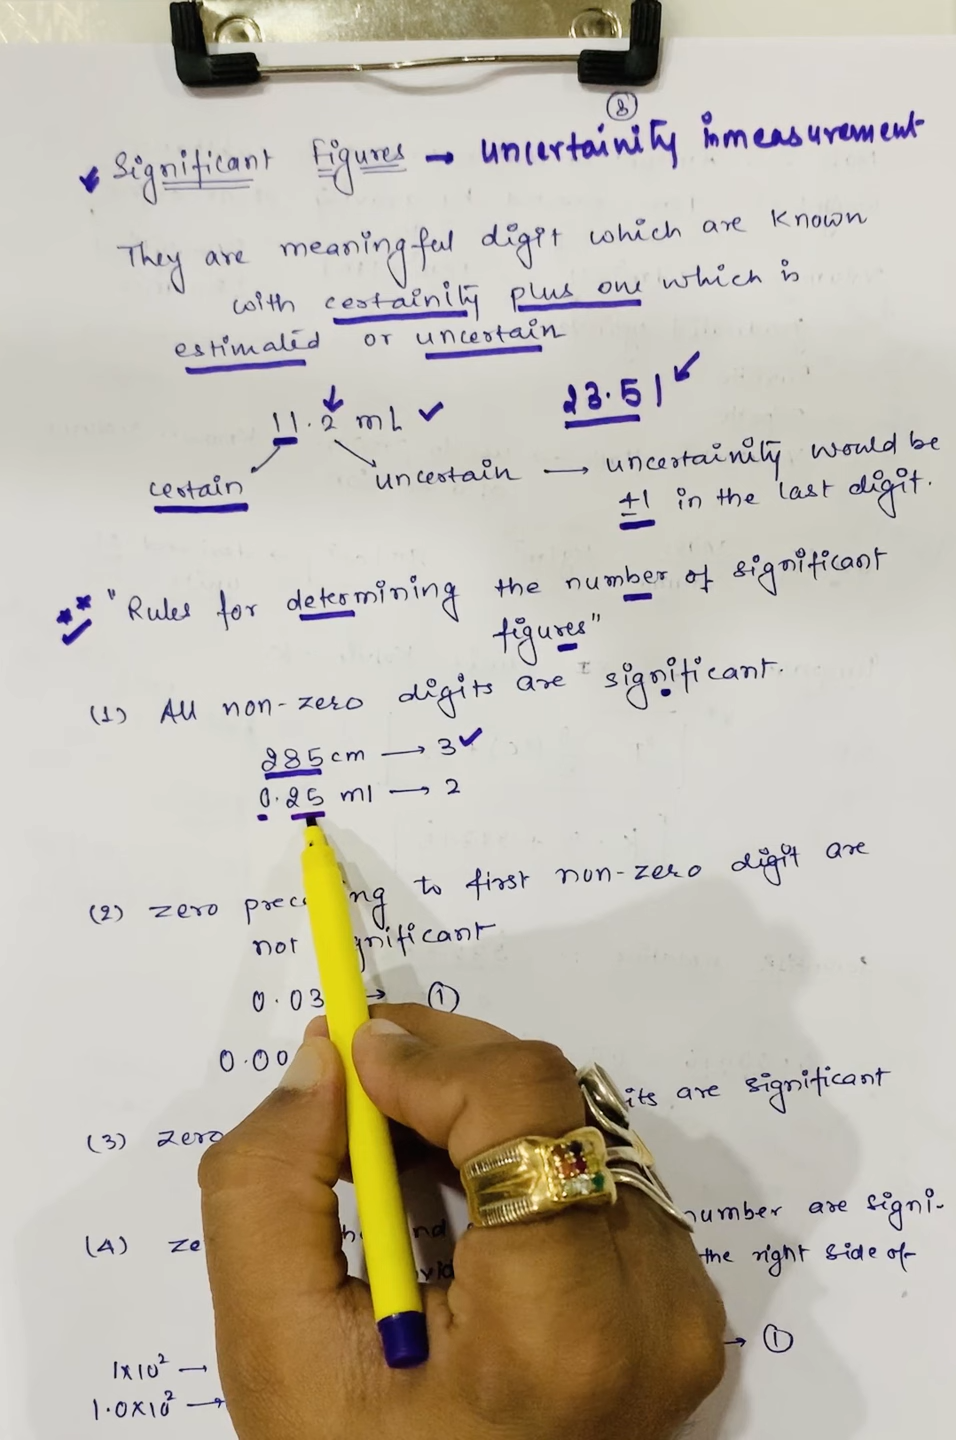 8
Significant Figures → uncertainity in measurement
They are meaningful digit which are known
with certainity plus one which is
estimated or uncertain
11.2 mL ✓ 23.51
certain uncertain → uncertainity would be
±1 in the last digit.
"Rules for determining the number of significant
figures"
(1) All non-zero digits are significant.
285 cm → 3 ✓
0.25 ml → 2
(2) zero to first non-zero digit are
not
0.03 → 1
0.00
(3) zero are significant
(4) number are signi-
the right side of
→ 1
1×10² →
1.0×10² →